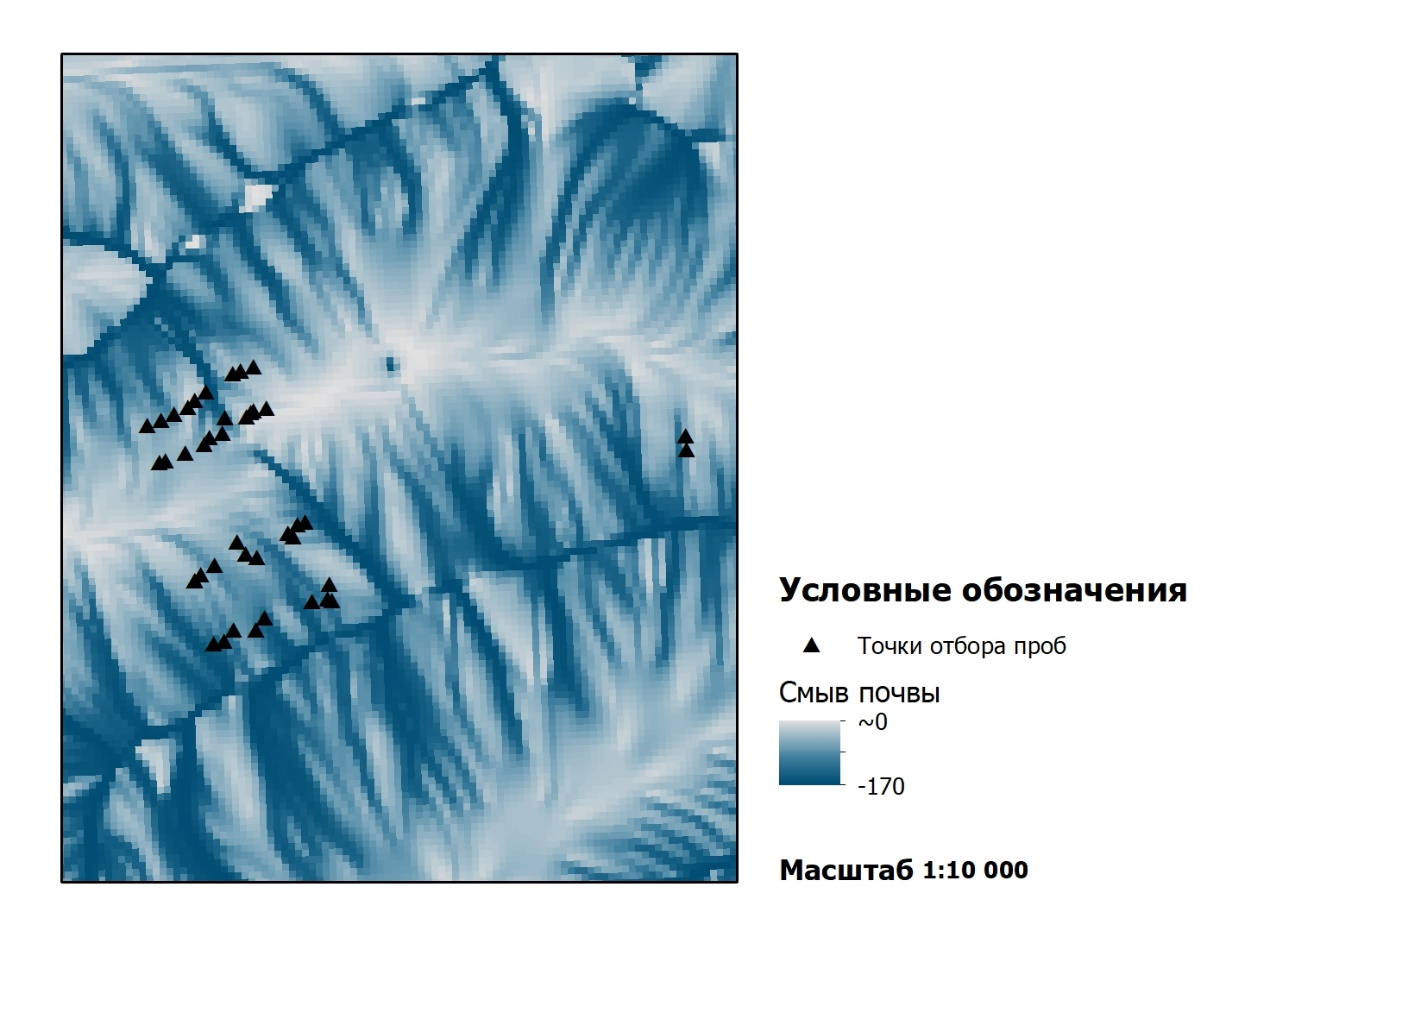 Условные обозначения
Точки отбора проб
Смыв почвы
~0
-170
Масштаб 1:10 000